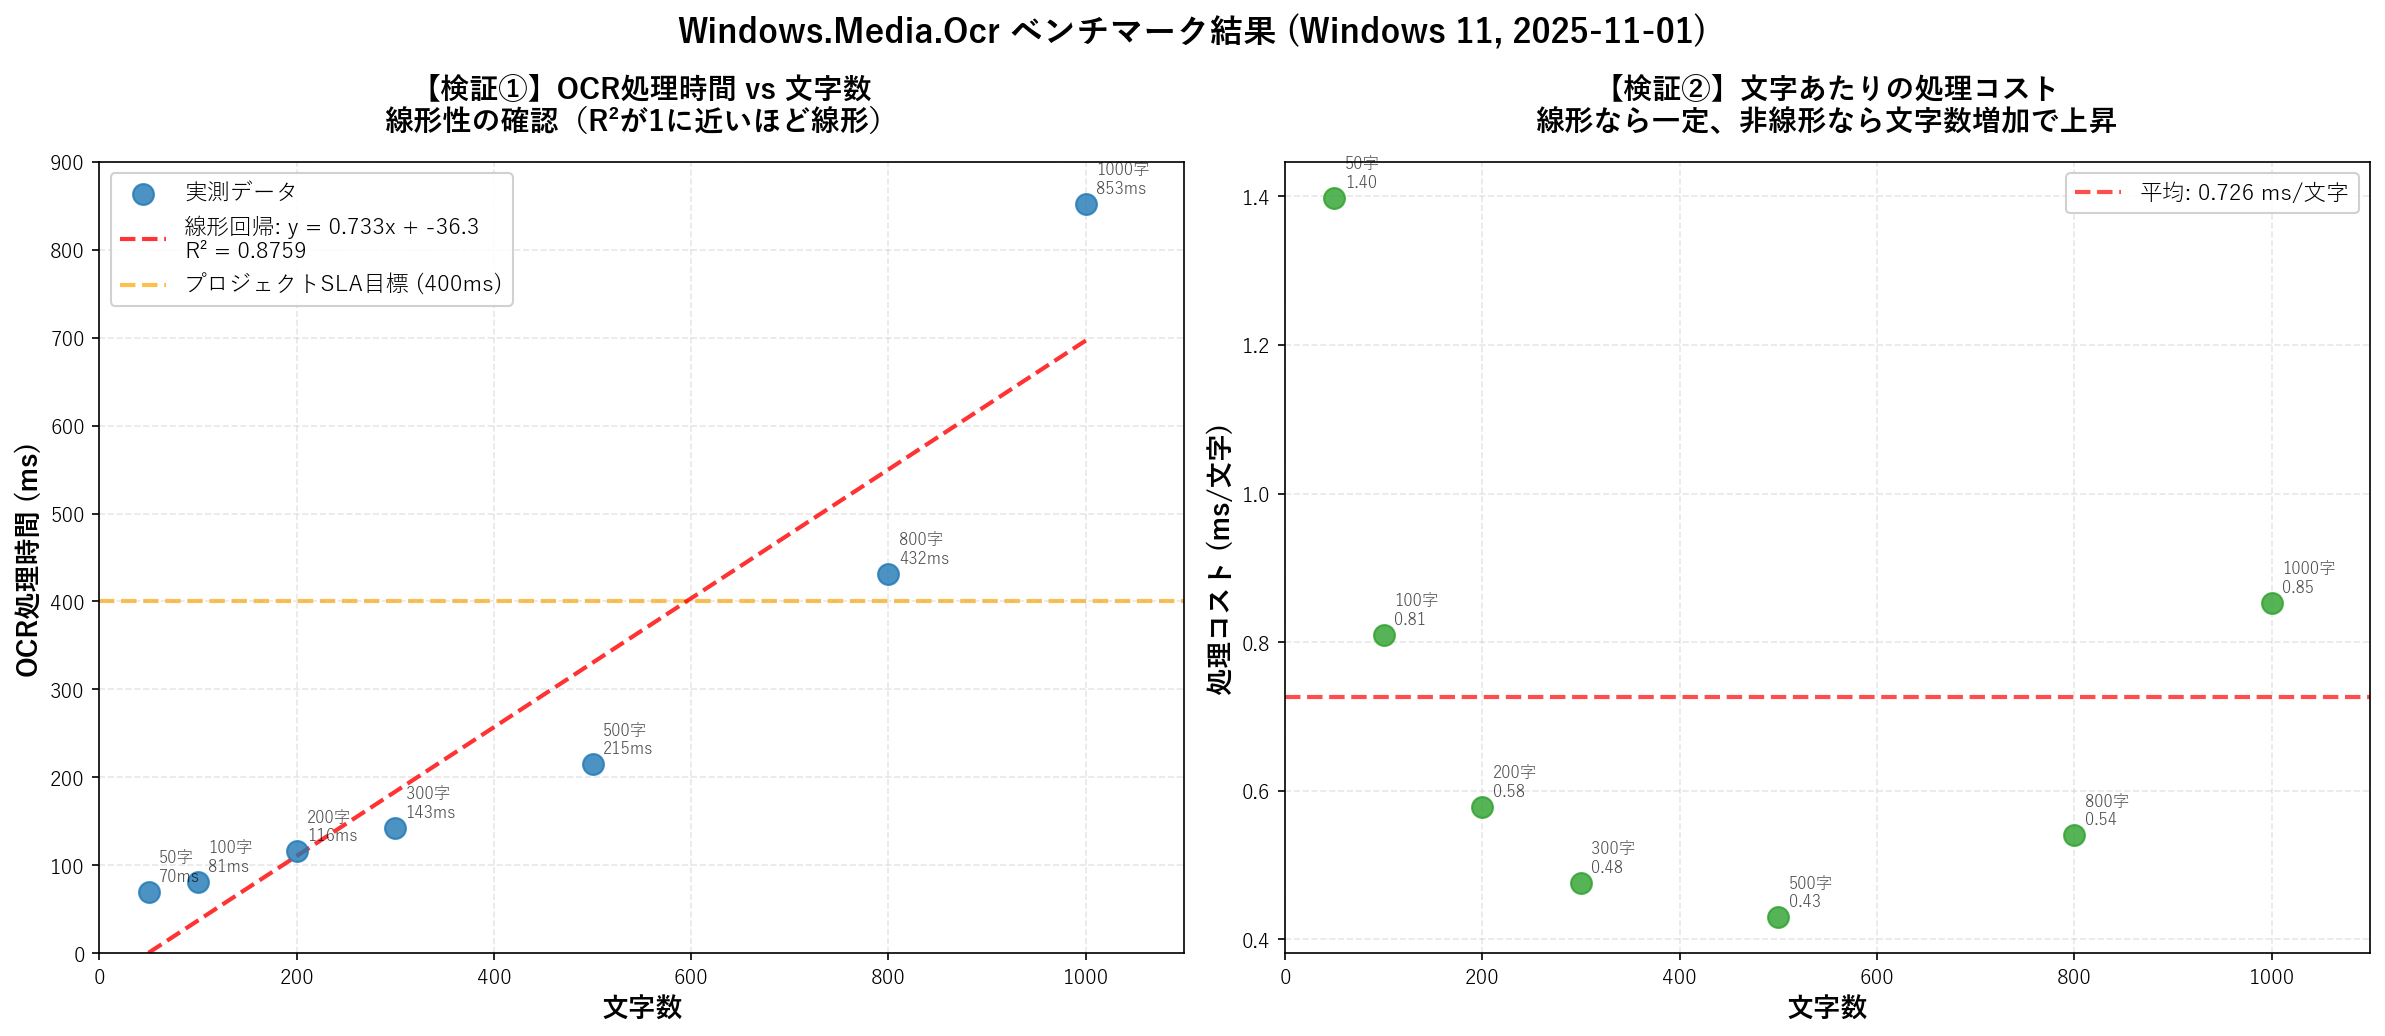 Windows.Media.Ocr ベンチマーク結果 (Windows 11, 2025-11-01)
【検証①】OCR処理時間 vs 文字数
線形性の確認（R²が1に近いほど線形）
900
800
700
600
500
400
300
200
100
0
OCR処理時間 (ms)
実測データ
線形回帰: y = 0.733x + -36.3
R² = 0.8759
プロジェクトSLA目標 (400ms)
50字
70ms
100字
81ms
200字
116ms
300字
143ms
500字
215ms
800字
432ms
1000字
853ms
0
200
400
600
800
1000
文字数
【検証②】文字あたりの処理コスト
線形なら一定、非線形なら文字数増加で上昇
1.4
1.2
1.0
0.8
0.6
0.4
処理コスト (ms/文字)
平均: 0.726 ms/文字
50字
1.40
100字
0.81
200字
0.58
300字
0.48
500字
0.43
800字
0.54
1000字
0.85
0
200
400
600
800
1000
文字数